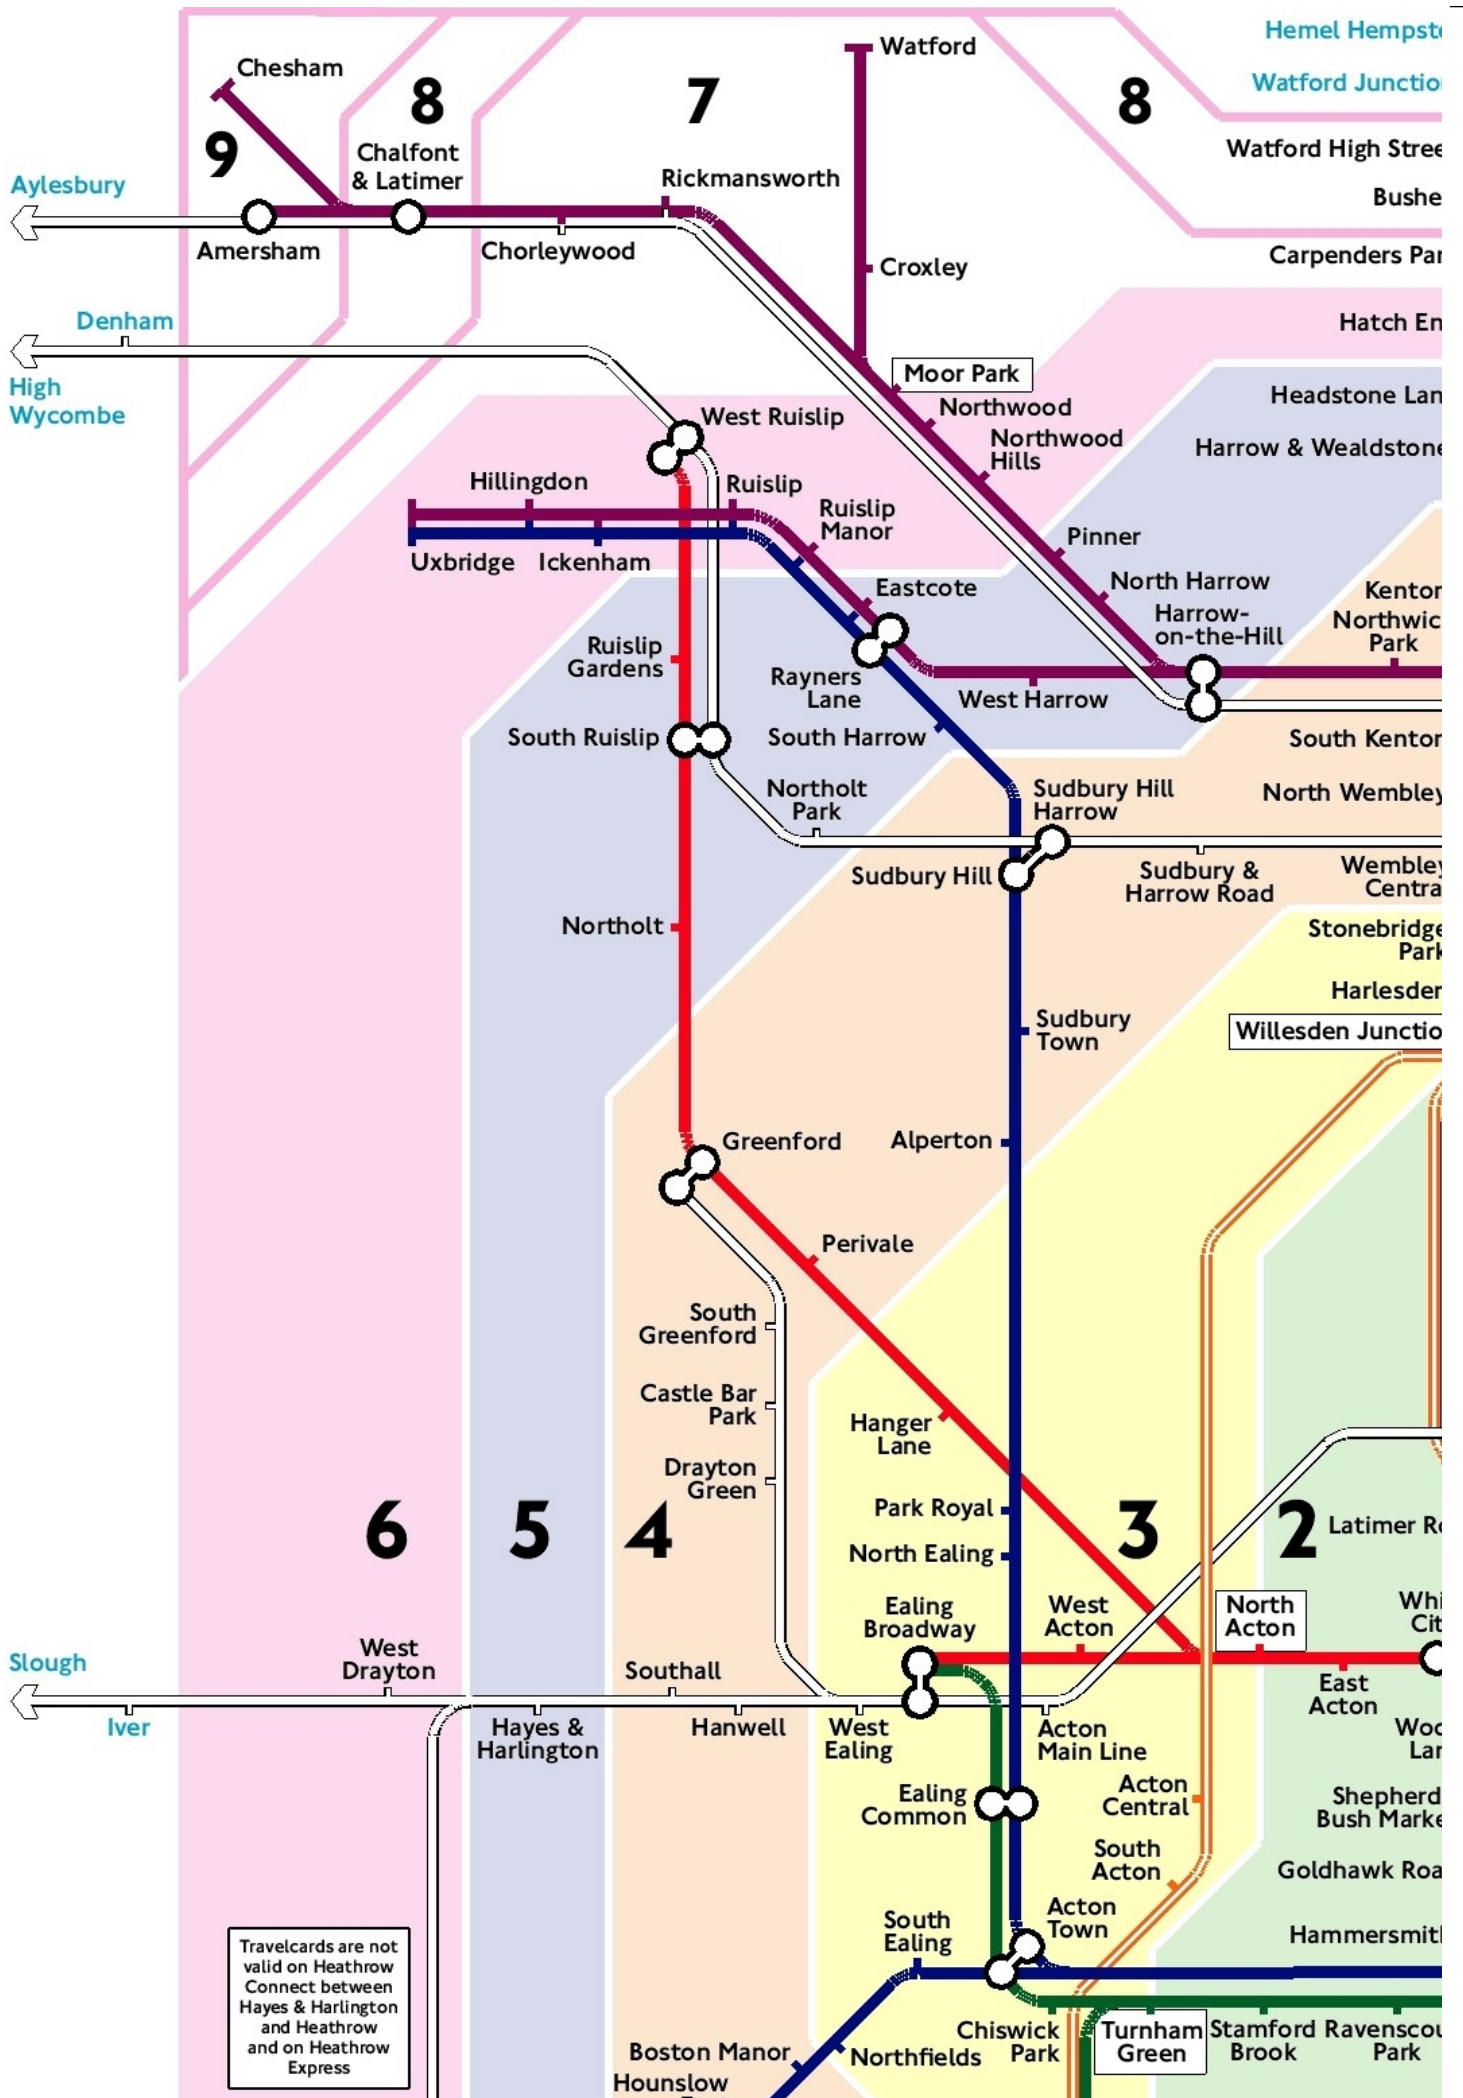 Hemel Hempste
Watford Junctio
Watford
Chesham
8
7
8
9
Watford High Stree
Chalfont
& Latimer
Rickmansworth
Aylesbury
Bushe
Amersham
Chorleywood
Croxley
Carpenders Par
Denham
Hatch En
High
Wycombe
Moor Park
Northwood
Northwood
Hills
Headstone Lan
Harrow & Wealdstone
West Ruislip
Hillingdon
Ruislip
Ruislip
Manor
Uxbridge
Ickenham
Pinner
Eastcote
North Harrow
Harrow-
on-the-Hill
Kenton
Northwic
Park
Ruislip
Gardens
Rayners
Lane
West Harrow
South Ruislip
South Harrow
South Kenton
Northolt
Park
Sudbury Hill
Harrow
North Wembley
Sudbury Hill
Sudbury &
Harrow Road
Wembley
Centra
Northolt
Stonebridge
Park
Harlesden
Sudbury
Town
Willesden Junctio
Greenford
Alperton
Perivale
South
Greenford
Castle Bar
Park
Hanger
Lane
Drayton
Green
Park Royal
North Ealing
6
5
4
3
2
Latimer Ro
Ealing
Broadway
West
Acton
North
Acton
Whi
Cit
West
Drayton
Slough
Southall
East
Acton
Iver
Hayes &
Harlington
Hanwell
West
Ealing
Acton
Main Line
Woo
Lan
Ealing
Common
Acton
Central
Shepherd
Bush Marke
South
Acton
Goldhawk Roa
South
Ealing
Acton
Town
Hammersmith
Travelcards are not
valid on Heathrow
Connect between
Hayes & Harlington
and Heathrow
and on Heathrow
Express
Boston Manor
Northfields
Chiswick
Park
Turnham
Green
Stamford
Brook
Ravenscou
Park
Hounslow